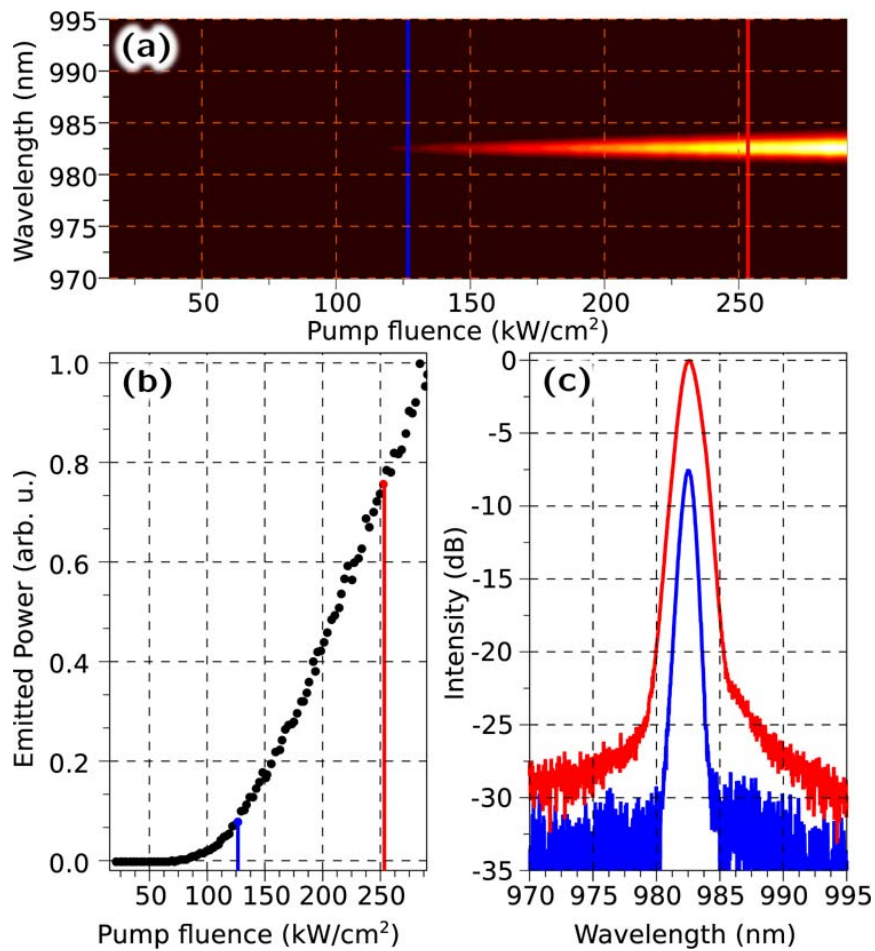 995
(a)
990
985
980
975
970
Wavelength (nm)
50 100 150 200 250
Pump fluence (kW/cm²)
(b)
1.0
0.8
0.6
0.4
0.2
0.0
Emitted Power (arb. u.)
50 100 150 200 250
Pump fluence (kW/cm²)
(c)
0
-5
-10
-15
-20
-25
-30
-35
Intensity (dB)
970 975 980 985 990 995
Wavelength (nm)